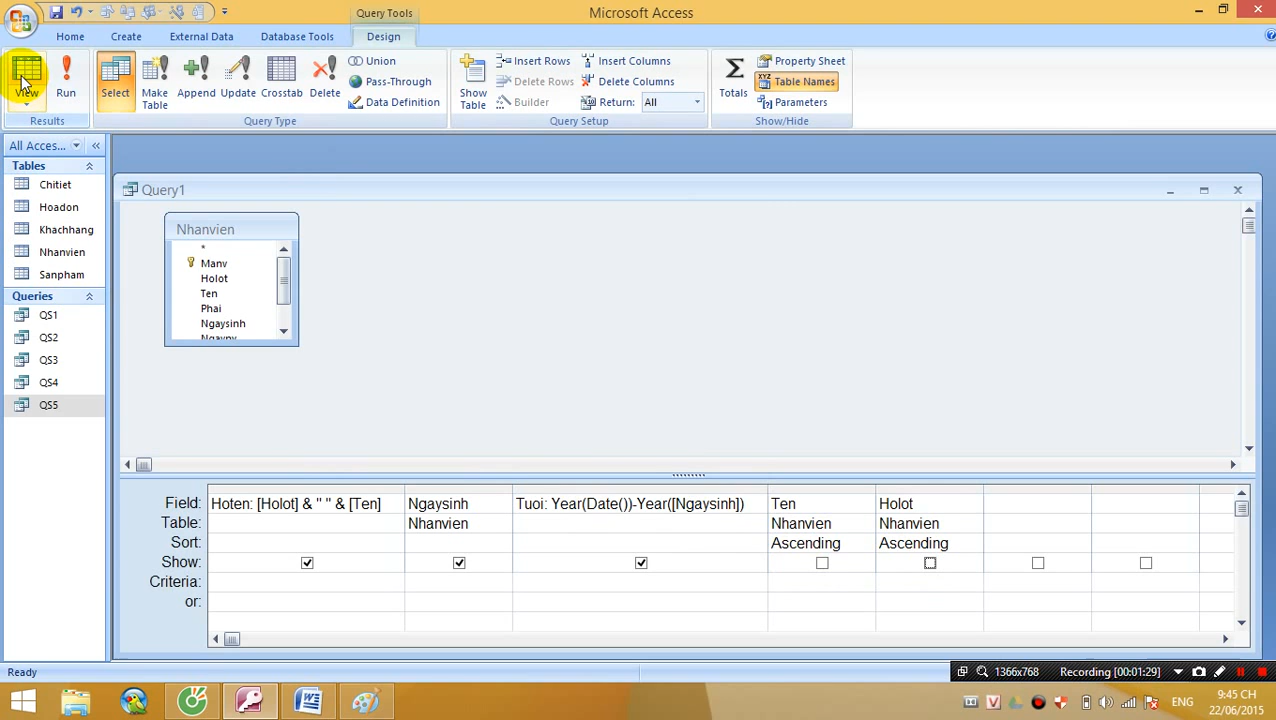 Query Tools
Microsoft Access
Home
Create
External Data
Database Tools
Design
View
Run
Results
Select
Make Table
Append
Update
Crosstab
Delete
Union
Pass-Through
Data Definition
Query Type
Show Table
Insert Rows
Delete Rows
Builder
Insert Columns
Delete Columns
Return: All
Query Setup
Totals
Property Sheet
Table Names
Parameters
Show/Hide
All Acces...
Tables
Chitiet
Hoadon
Khachhang
Nhanvien
Sanpham
Queries
QS1
QS2
QS3
QS4
QS5
Query1
Nhanvien
*
Manv
Holot
Ten
Phai
Ngaysinh
Field: Hoten: [Holot] & " " & [Ten] Ngaysinh Tuoi: Year(Date())-Year([Ngaysinh]) Ten Holot
Table: Nhanvien Nhanvien Nhanvien
Sort: Ascending Ascending
Show:
Criteria:
or:
Ready
1366x768
Recording [00:01:29]
ENG
9:45 CH
22/06/2015